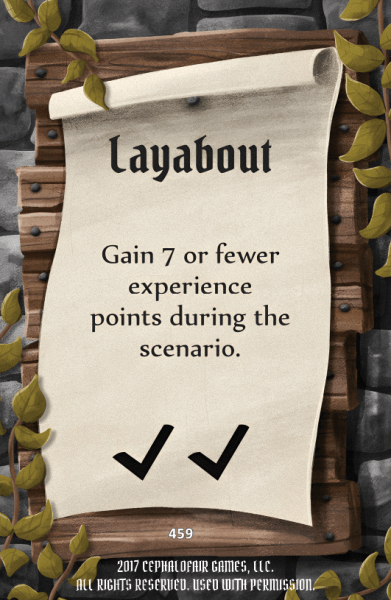 Layabout
Gain 7 or fewer
experience
points during the
scenario.
459
2017 CEPHALOFAIR GAMES, LLC.
ALL RIGHTS RESERVED. USED WITH PERMISSION.